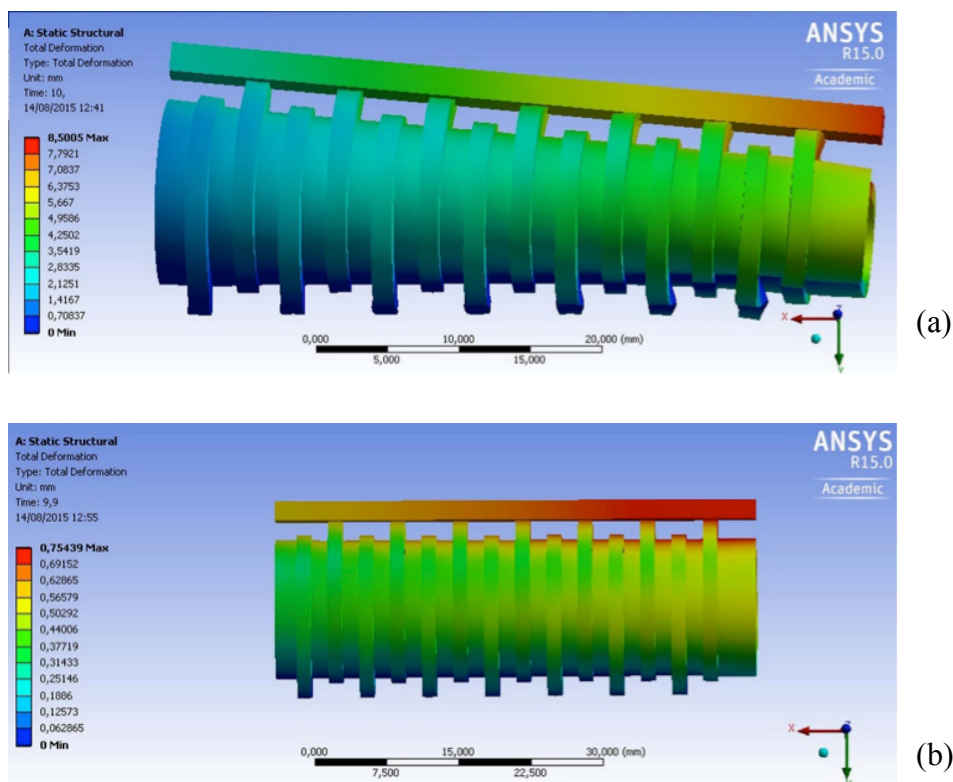 A: Static Structural
Total Deformation
Type: Total Deformation
Unit: mm
Time: 10,
14/08/2015 12:41
8,5005 Max
7,7921
7,0837
6,3753
5,667
4,9586
4,2502
3,5419
2,8335
2,1251
1,4167
0,70837
0 Min
ANSYS
R15.0
Academic
0,000 10,000 20,000 (mm)
5,000 15,000
X
Z
Y
(a)
A: Static Structural
Total Deformation
Type: Total Deformation
Unit: mm
Time: 9,9
14/08/2015 12:55
0,75439 Max
0,69152
0,62865
0,56579
0,50292
0,44006
0,37719
0,31433
0,25146
0,1886
0,12573
0,062865
0 Min
ANSYS
R15.0
Academic
0,000 15,000 30,000 (mm)
7,500 22,500
X
Z
(b)